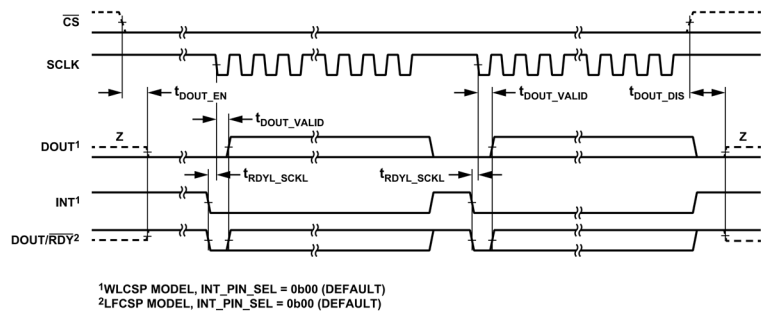 CS
SCLK
tDOUT_EN
tDOUT_VALID
tDOUT_DIS
tDOUT_VALID
Z
Z
DOUT1
tRDYL_SCKL
tRDYL_SCKL
INT1
DOUT/RDY2
1WLCSP MODEL, INT_PIN_SEL = 0b00 (DEFAULT)
2LFCSP MODEL, INT_PIN_SEL = 0b00 (DEFAULT)